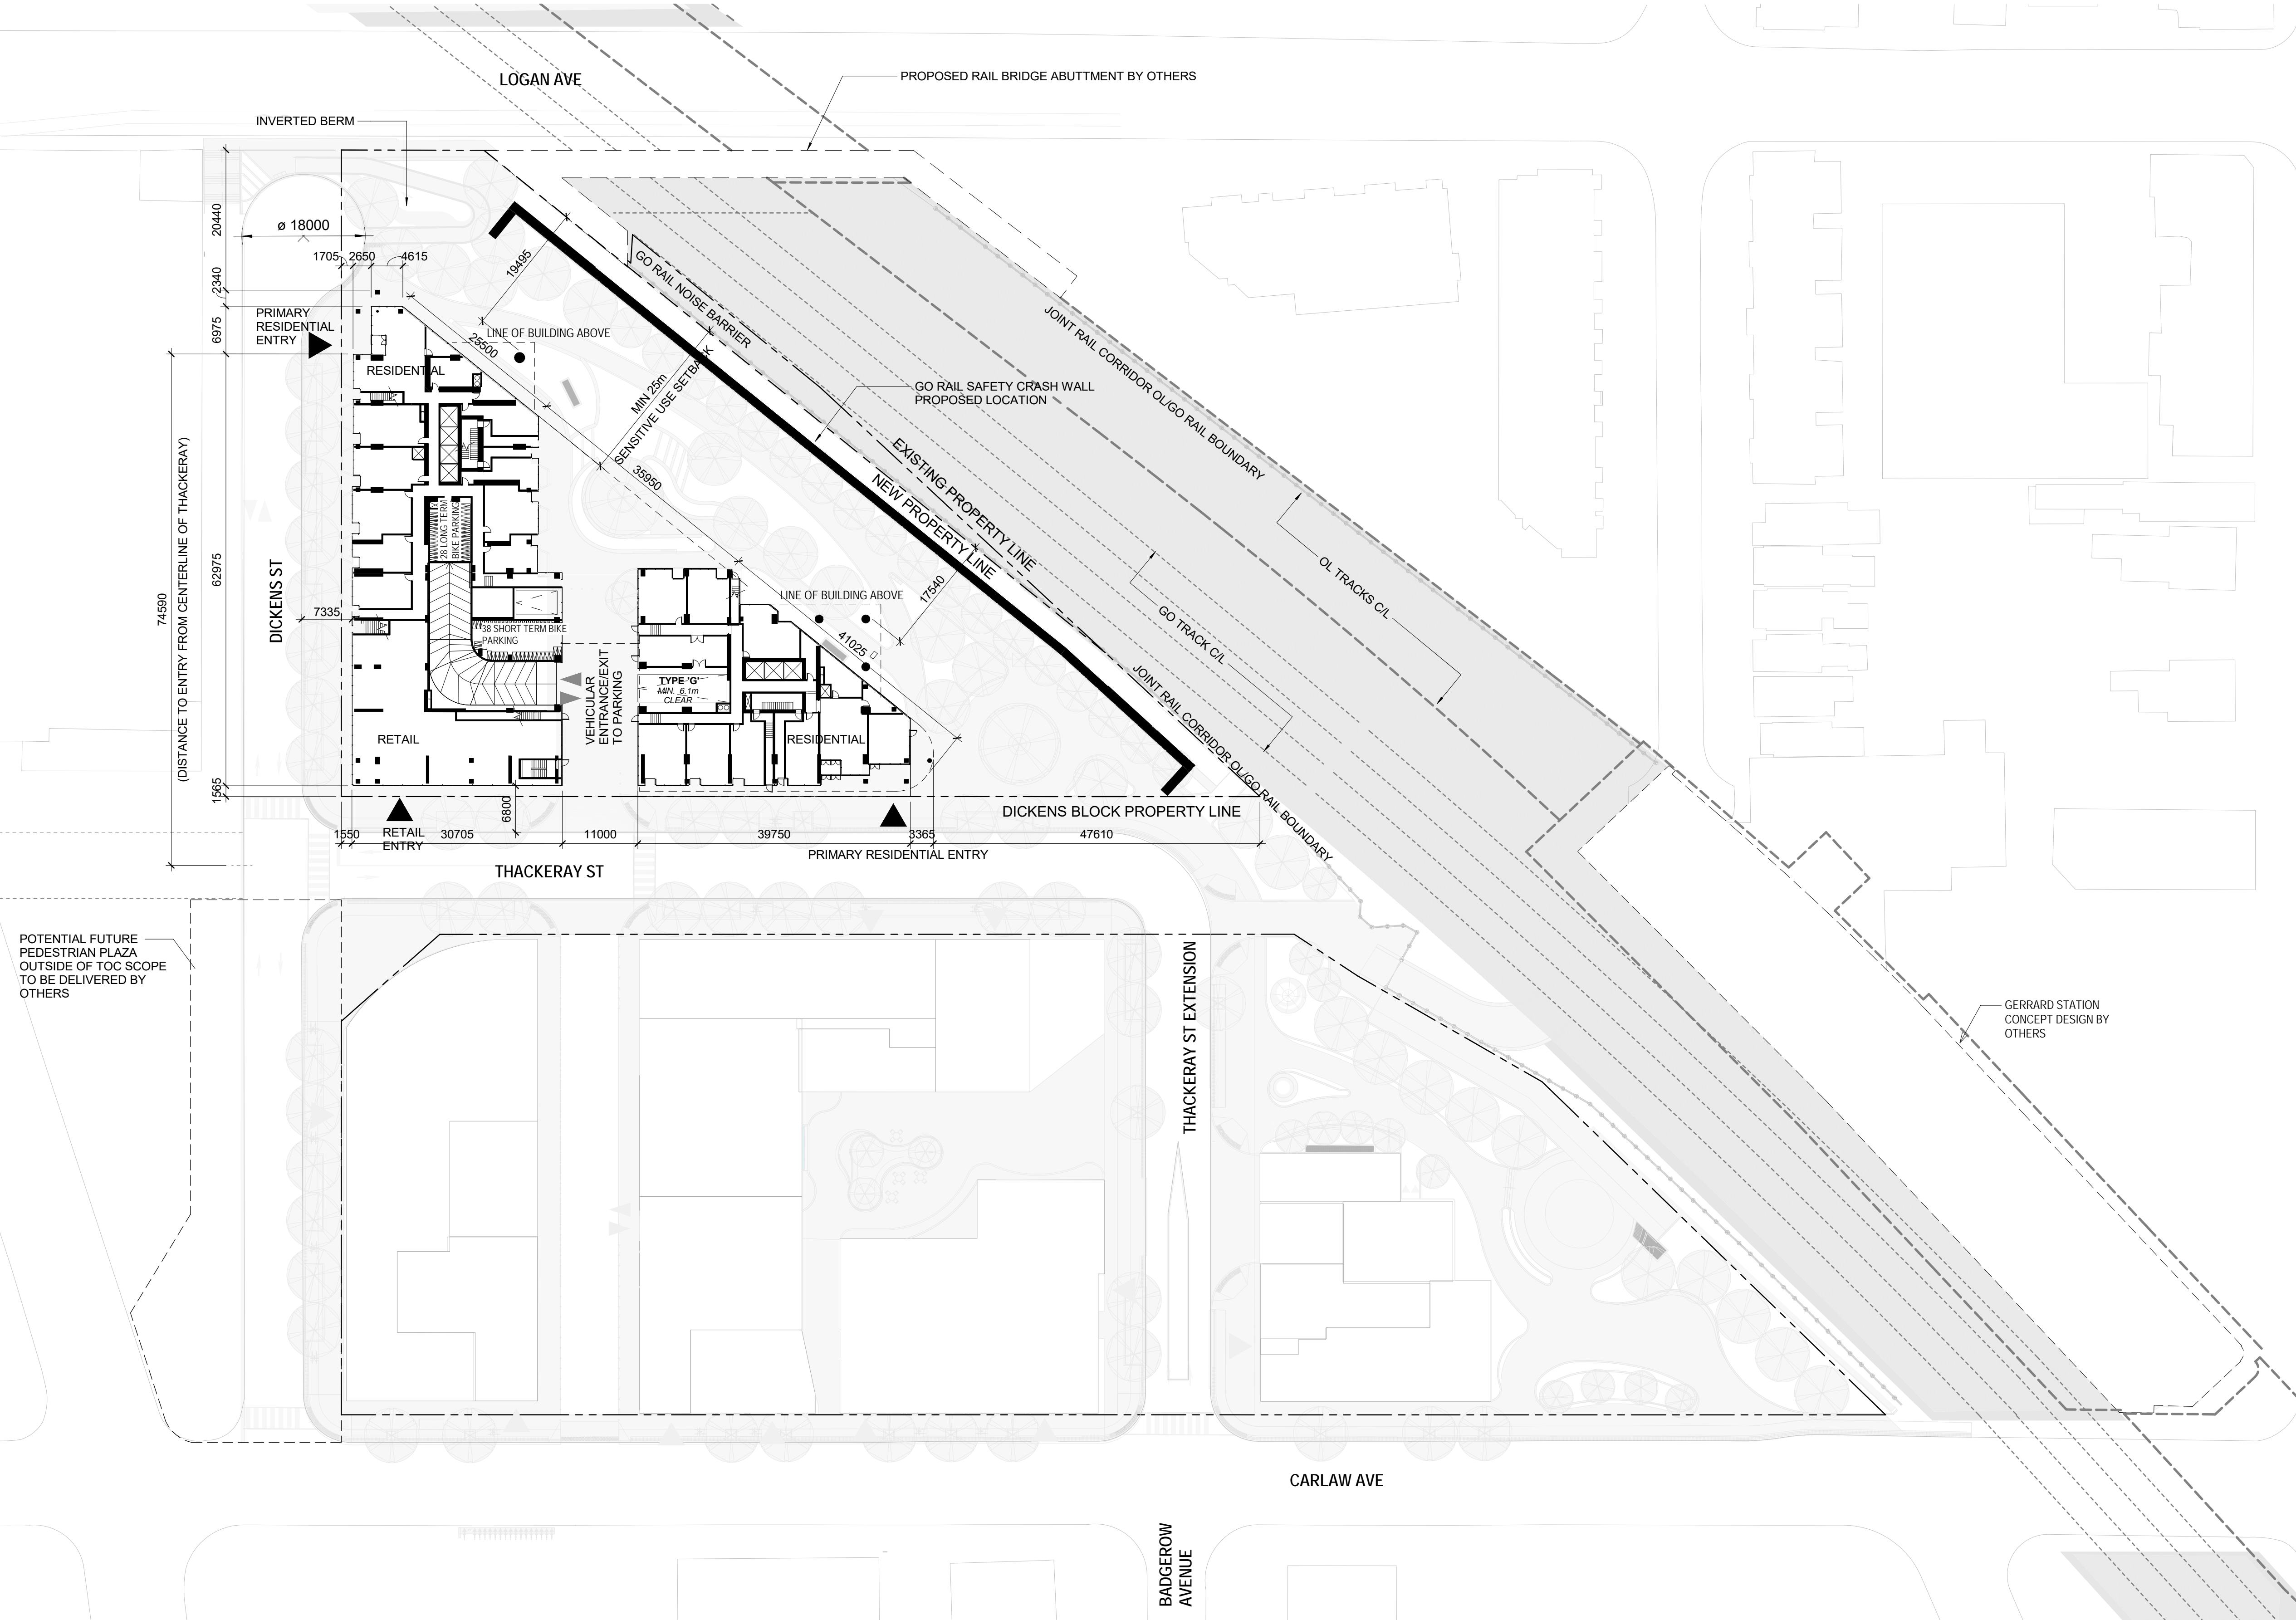 LOGAN AVE
PROPOSED RAIL BRIDGE ABUTTMENT BY OTHERS
INVERTED BERM
20440
ø 18000
1705
2650
4615
2340
6975
PRIMARY
RESIDENTIAL
ENTRY
RESIDENTIAL
19495
25500
LINE OF BUILDING ABOVE
GO RAIL NOISE BARRIER
MIN 25m
SENSITIVE USE SETBACK
35950
JOINT RAIL CORRIDOR OL/GO RAIL BOUNDARY
GO RAIL SAFETY CRASH WALL
PROPOSED LOCATION
EXISTING PROPERTY LINE
NEW PROPERTY LINE
OL TRACKS C/L
GO TRACK C/L
JOINT RAIL CORRIDOR OL/GO RAIL BOUNDARY
74590
(DISTANCE TO ENTRY FROM CENTERLINE OF THACKERAY)
62975
DICKENS ST
7335
28 LONG TERM
BIKE PARKING
38 SHORT TERM BIKE
PARKING
LINE OF BUILDING ABOVE
17540
41025
VEHICULAR
ENTRANCE/EXIT
TO PARKING
TYPE 'G'
MIN. 6.1m
CLEAR
RETAIL
RESIDENTIAL
1565
6800
DICKENS BLOCK PROPERTY LINE
1550
RETAIL
ENTRY
30705
11000
39750
3365
47610
PRIMARY RESIDENTIAL ENTRY
THACKERAY ST
POTENTIAL FUTURE
PEDESTRIAN PLAZA
OUTSIDE OF TOC SCOPE
TO BE DELIVERED BY
OTHERS
THACKERAY ST EXTENSION
GERRARD STATION
CONCEPT DESIGN BY
OTHERS
CARLAW AVE
BADGEROW
AVENUE